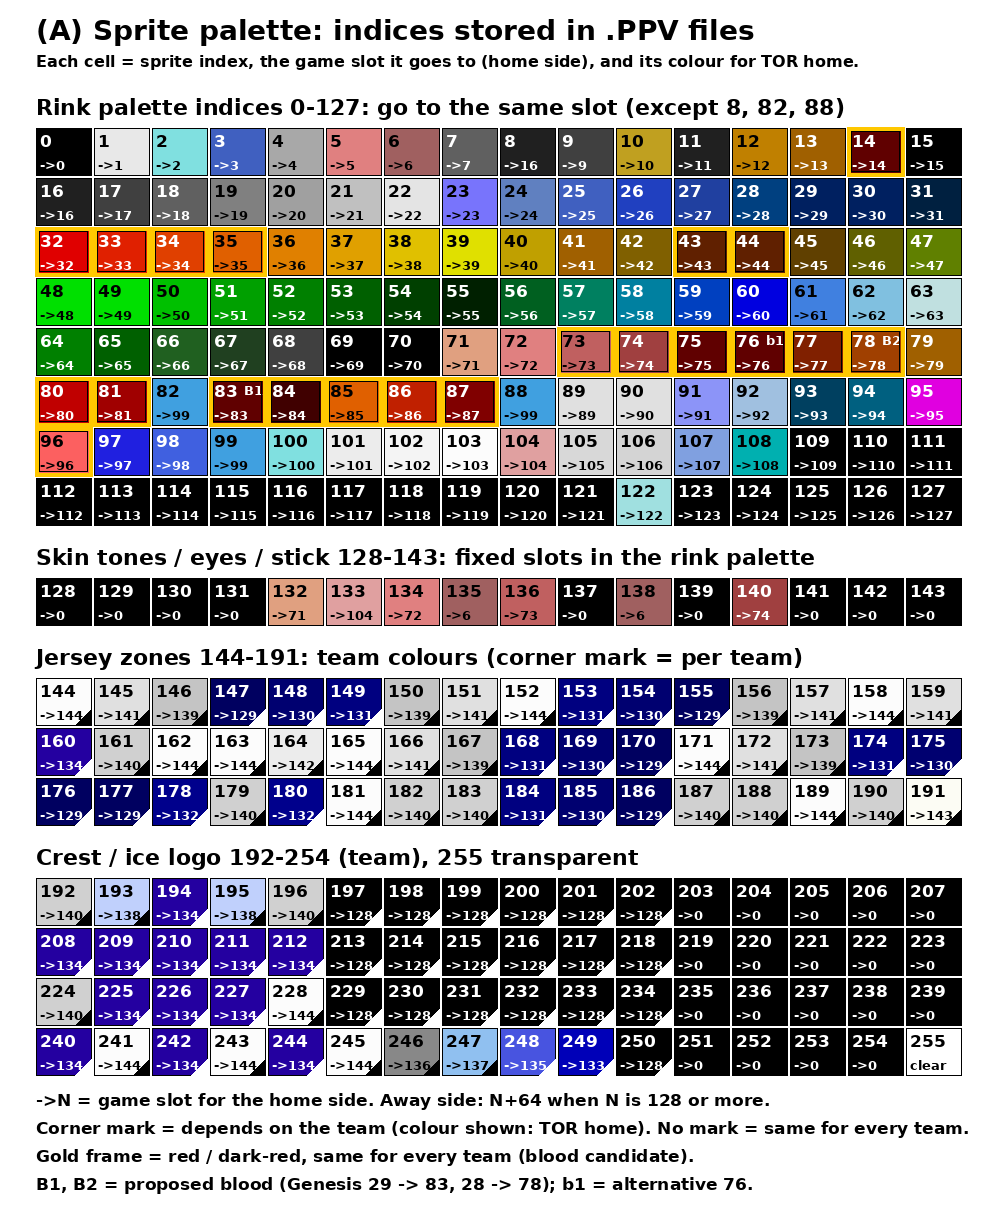 (A) Sprite palette: indices stored in .PPV files
Each cell = sprite index, the game slot it goes to (home side), and its colour for TOR home.
Rink palette indices 0-127: go to the same slot (except 8, 82, 88)
0 1 2 3 4 5 6 7 8 9 10 11 12 13 14 15
->0 ->1 ->2 ->3 ->4 ->5 ->6 ->7 ->16 ->9 ->10 ->11 ->12 ->13 ->14 ->15
16 17 18 19 20 21 22 23 24 25 26 27 28 29 30 31
->16 ->17 ->18 ->19 ->20 ->21 ->22 ->23 ->24 ->25 ->26 ->27 ->28 ->29 ->30 ->31
32 33 34 35 36 37 38 39 40 41 42 43 44 45 46 47
->32 ->33 ->34 ->35 ->36 ->37 ->38 ->39 ->40 ->41 ->42 ->43 ->44 ->45 ->46 ->47
48 49 50 51 52 53 54 55 56 57 58 59 60 61 62 63
->48 ->49 ->50 ->51 ->52 ->53 ->54 ->55 ->56 ->57 ->58 ->59 ->60 ->61 ->62 ->63
64 65 66 67 68 69 70 71 72 73 74 75 76 b1 77 78 B2 79
->64 ->65 ->66 ->67 ->68 ->69 ->70 ->71 ->72 ->73 ->74 ->75 ->76 ->77 ->78 ->79
80 81 82 83 B1 84 85 86 87 88 89 90 91 92 93 94 95
->80 ->81 ->99 ->83 ->84 ->85 ->86 ->87 ->99 ->89 ->90 ->91 ->92 ->93 ->94 ->95
96 97 98 99 100 101 102 103 104 105 106 107 108 109 110 111
->96 ->97 ->98 ->99 ->100 ->101 ->102 ->103 ->104 ->105 ->106 ->107 ->108 ->109 ->110 ->111
112 113 114 115 116 117 118 119 120 121 122 123 124 125 126 127
->112 ->113 ->114 ->115 ->116 ->117 ->118 ->119 ->120 ->121 ->122 ->123 ->124 ->125 ->126 ->127
Skin tones / eyes / stick 128-143: fixed slots in the rink palette
128 129 130 131 132 133 134 135 136 137 138 139 140 141 142 143
->0 ->0 ->0 ->0 ->71 ->104 ->72 ->6 ->73 ->0 ->6 ->0 ->74 ->0 ->0 ->0
Jersey zones 144-191: team colours (corner mark = per team)
144 145 146 147 148 149 150 151 152 153 154 155 156 157 158 159
->144 ->141 ->139 ->129 ->130 ->131 ->139 ->141 ->144 ->131 ->130 ->129 ->139 ->141 ->144 ->141
160 161 162 163 164 165 166 167 168 169 170 171 172 173 174 175
->134 ->140 ->144 ->144 ->142 ->144 ->141 ->139 ->131 ->130 ->129 ->144 ->141 ->139 ->131 ->130
176 177 178 179 180 181 182 183 184 185 186 187 188 189 190 191
->129 ->129 ->132 ->140 ->132 ->144 ->140 ->140 ->131 ->130 ->129 ->140 ->140 ->144 ->140 ->143
Crest / ice logo 192-254 (team), 255 transparent
192 193 194 195 196 197 198 199 200 201 202 203 204 205 206 207
->140 ->138 ->134 ->138 ->140 ->128 ->128 ->128 ->128 ->128 ->128 ->0 ->0 ->0 ->0 ->0
208 209 210 211 212 213 214 215 216 217 218 219 220 221 222 223
->134 ->134 ->134 ->134 ->134 ->128 ->128 ->128 ->128 ->128 ->128 ->0 ->0 ->0 ->0 ->0
224 225 226 227 228 229 230 231 232 233 234 235 236 237 238 239
->140 ->134 ->134 ->134 ->144 ->128 ->128 ->128 ->128 ->128 ->128 ->0 ->0 ->0 ->0 ->0
240 241 242 243 244 245 246 247 248 249 250 251 252 253 254 255
->134 ->144 ->134 ->144 ->134 ->144 ->136 ->137 ->135 ->133 ->128 ->0 ->0 ->0 ->0 clear
->N = game slot for the home side. Away side: N+64 when N is 128 or more.
Corner mark = depends on the team (colour shown: TOR home). No mark = same for every team.
Gold frame = red / dark-red, same for every team (blood candidate).
B1, B2 = proposed blood (Genesis 29 -> 83, 28 -> 78); b1 = alternative 76.